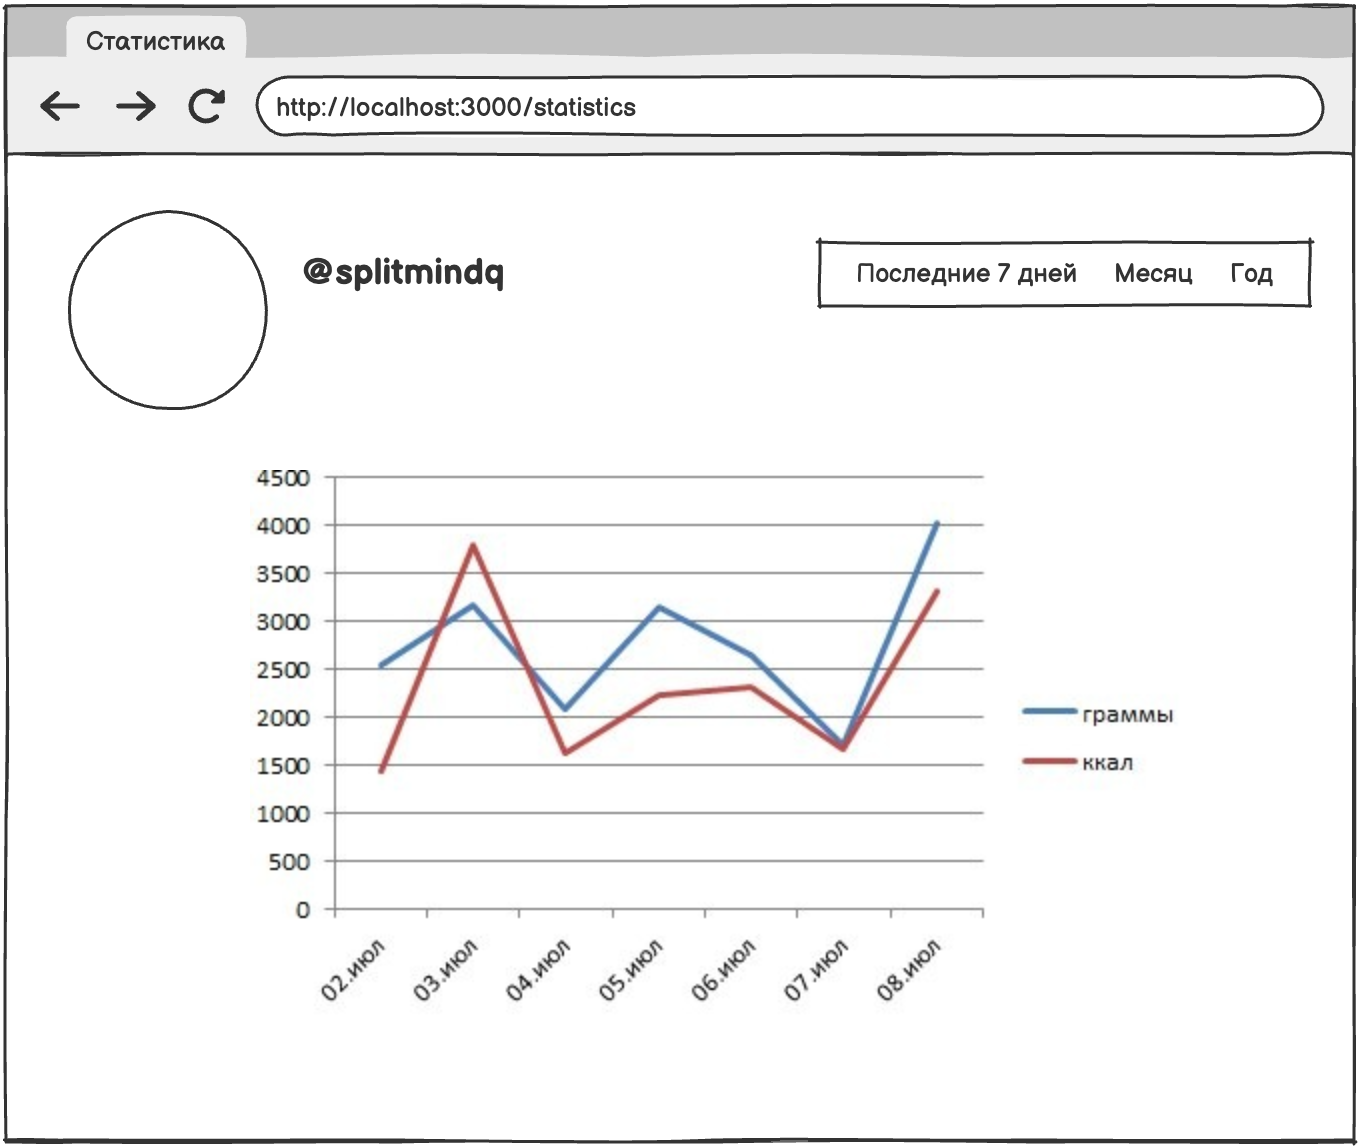 Статистика
http://localhost:3000/statistics
@splitmindq
Последние 7 дней Месяц Год
4500
4000
3500
3000
2500
2000
1500
1000
500
0
граммы
ккал
02.июл 03.июл 04.июл 05.июл 06.июл 07.июл 08.июл